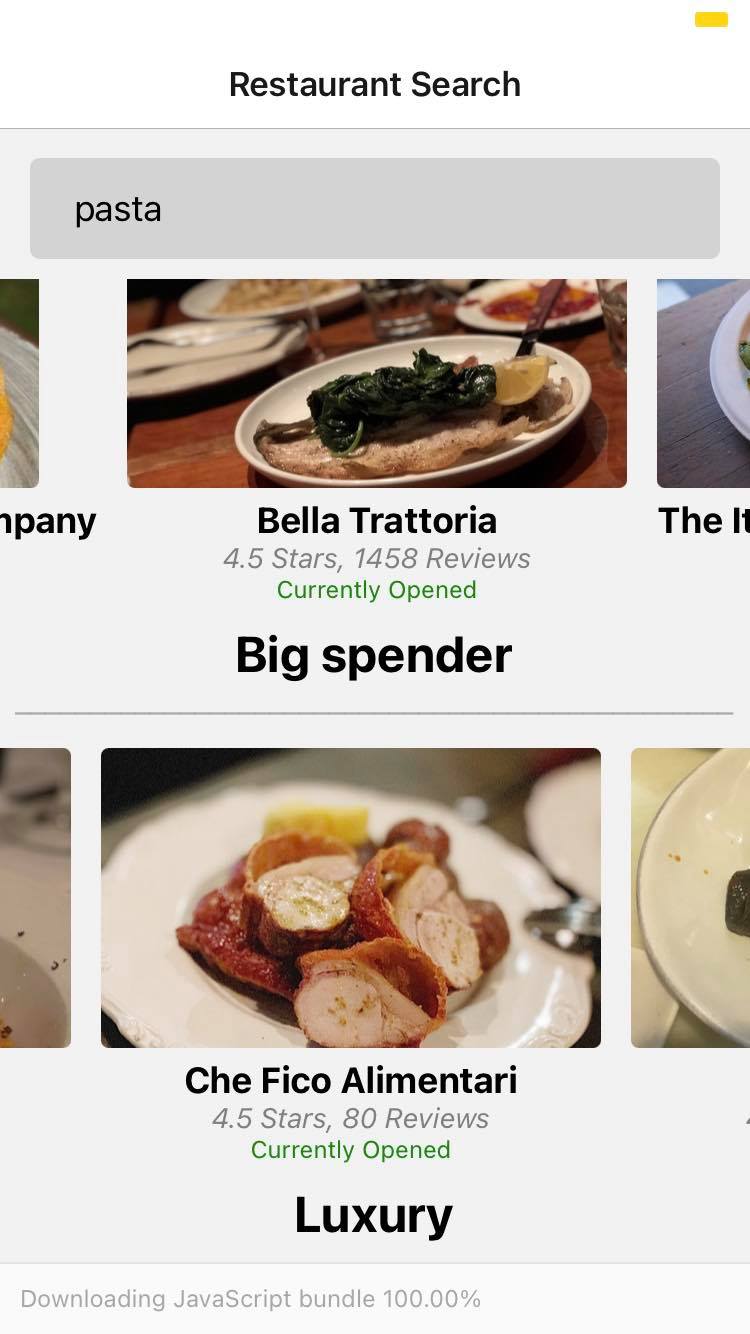 Restaurant Search
pasta
mpany
Bella Trattoria
The It
4.5 Stars, 1458 Reviews
Currently Opened
Big spender
Che Fico Alimentari
4.5 Stars, 80 Reviews
Currently Opened
Luxury
Downloading JavaScript bundle 100.00%